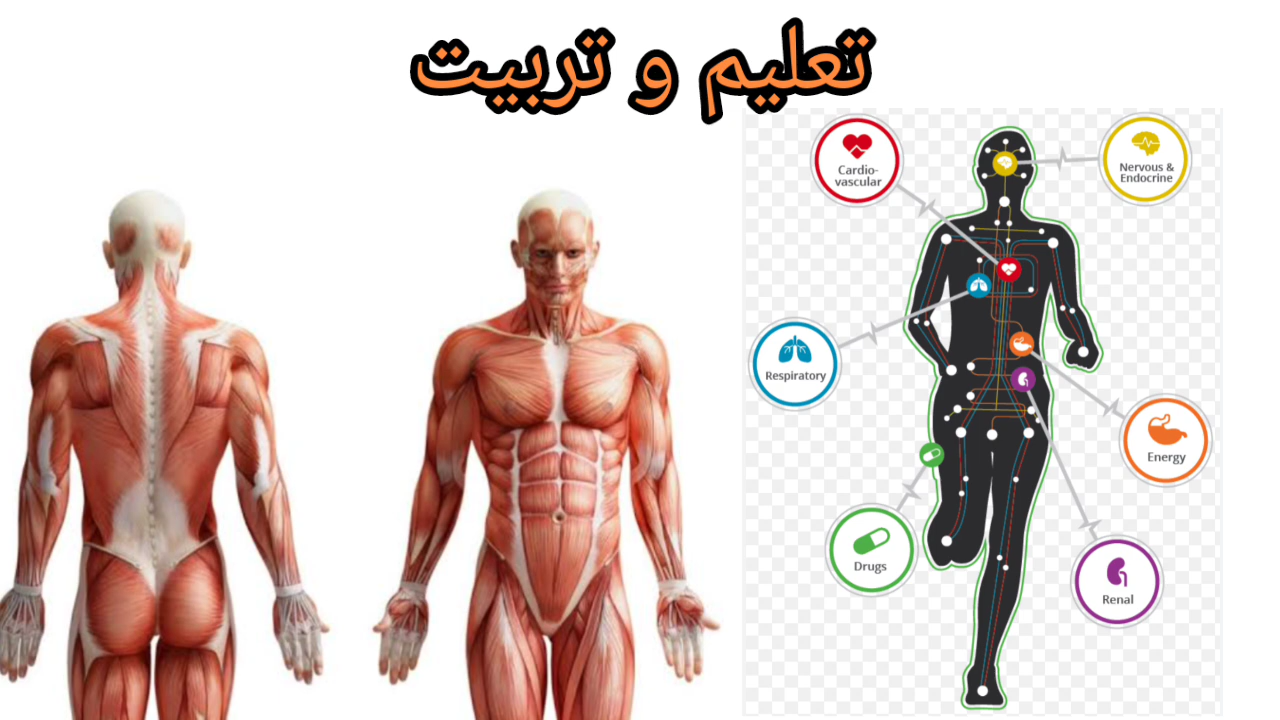 تعلیم و تربیت
Cardio-
vascular
Nervous &
Endocrine
Respiratory
Energy
Drugs
Renal